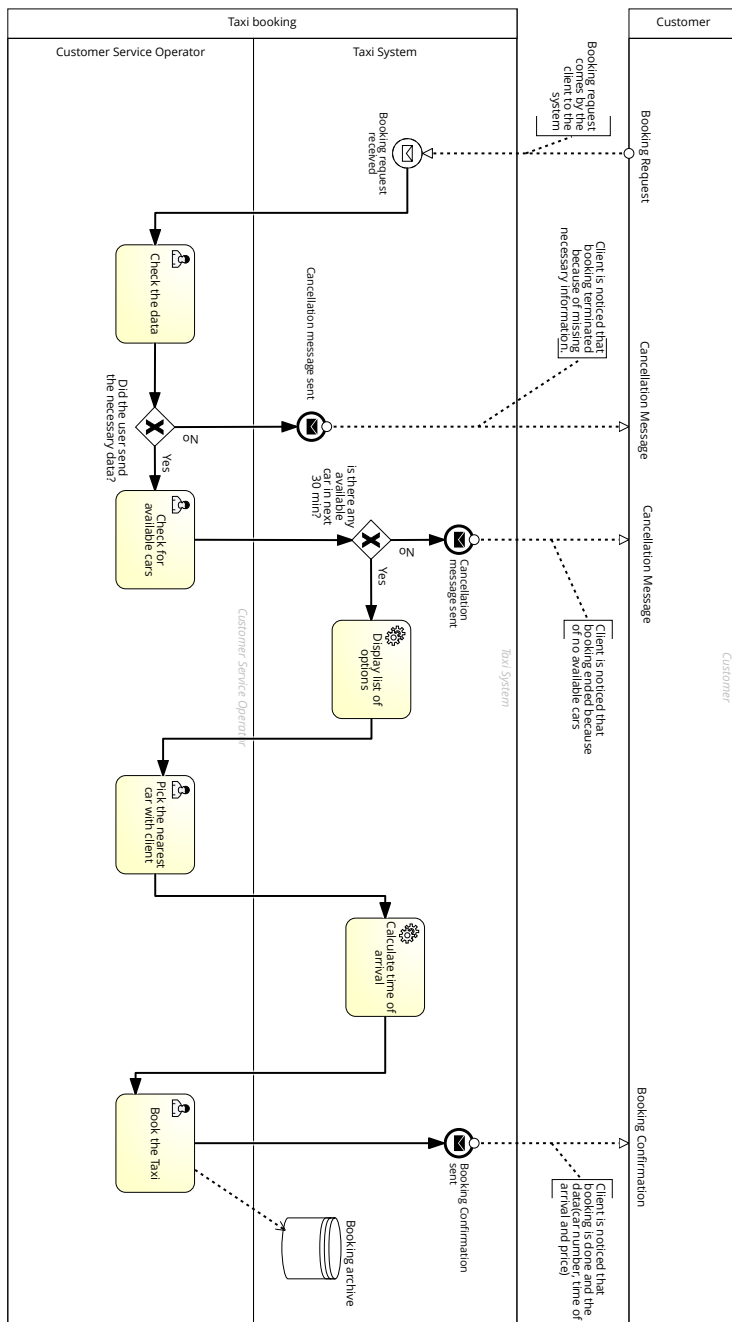 Taxi booking
Customer
Customer Service Operator
Taxi System
Booking request
comes by the
client to the
system
Booking Request
Booking request
received
Check the data
Cancellation message sent
Client is noticed that
booking terminated
because of missing
necessary information.
Cancellation Message
Did the user send
the necessary data?
No
Yes
Check for
available cars
is there any
available
car in next
30 min?
No
Yes
Cancellation
message sent
Cancellation Message
Client is noticed that
booking ended because
of no available cars
Display list of
options
Customer Service Operator
Taxi System
Customer
Pick the nearest
car with client
Calculate time of
arrival
Book the Taxi
Booking Confirmation
sent
Booking Confirmation
Client is noticed that
booking is done and the
data(car number, time of
arrival and price)
Booking archive